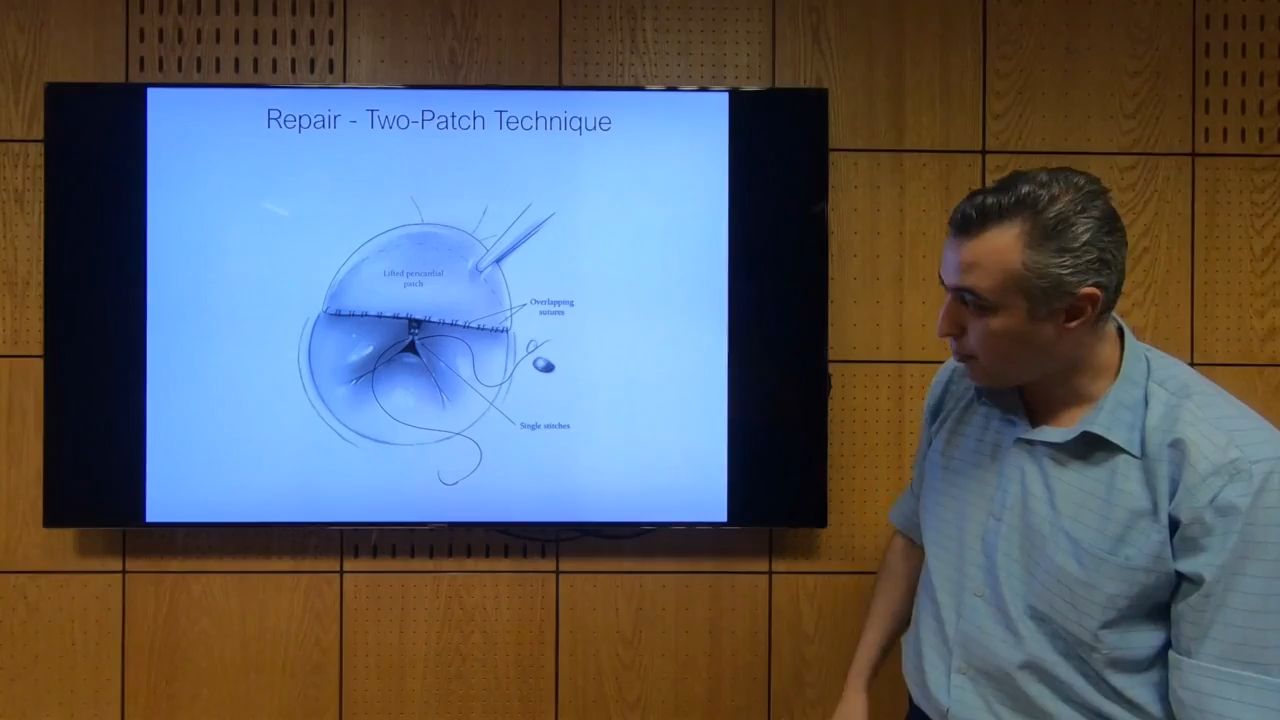 Repair - Two-Patch Technique
Lifted pericardial
patch
Overlapping
sutures
Single stitches